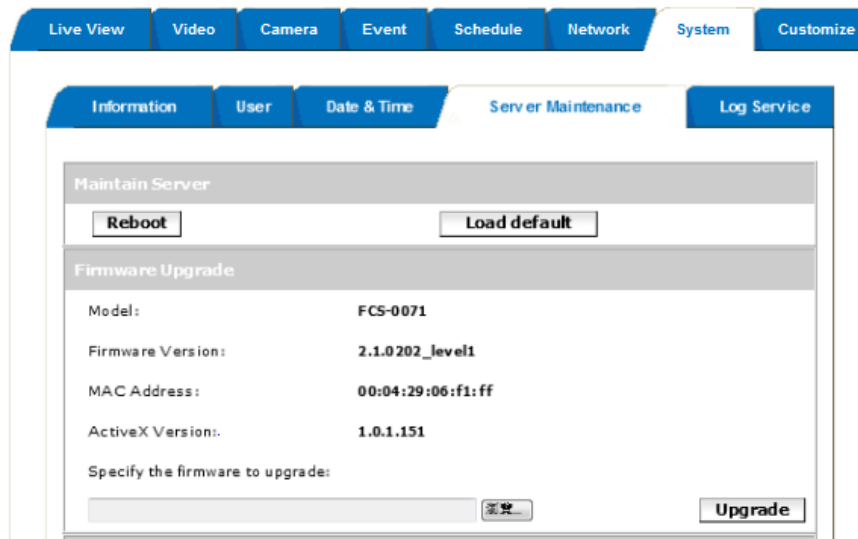 Live View Video Camera Event Schedule Network System Customize
Information User Date & Time Server Maintenance Log Service
Maintain Server
Reboot Load default
Firmware Upgrade
Model: FCS-0071
Firmware Version: 2.1.0202_level1
MAC Address: 00:04:29:06:f1:ff
ActiveX Version: 1.0.1.151
Specify the firmware to upgrade:
瀏覽... Upgrade